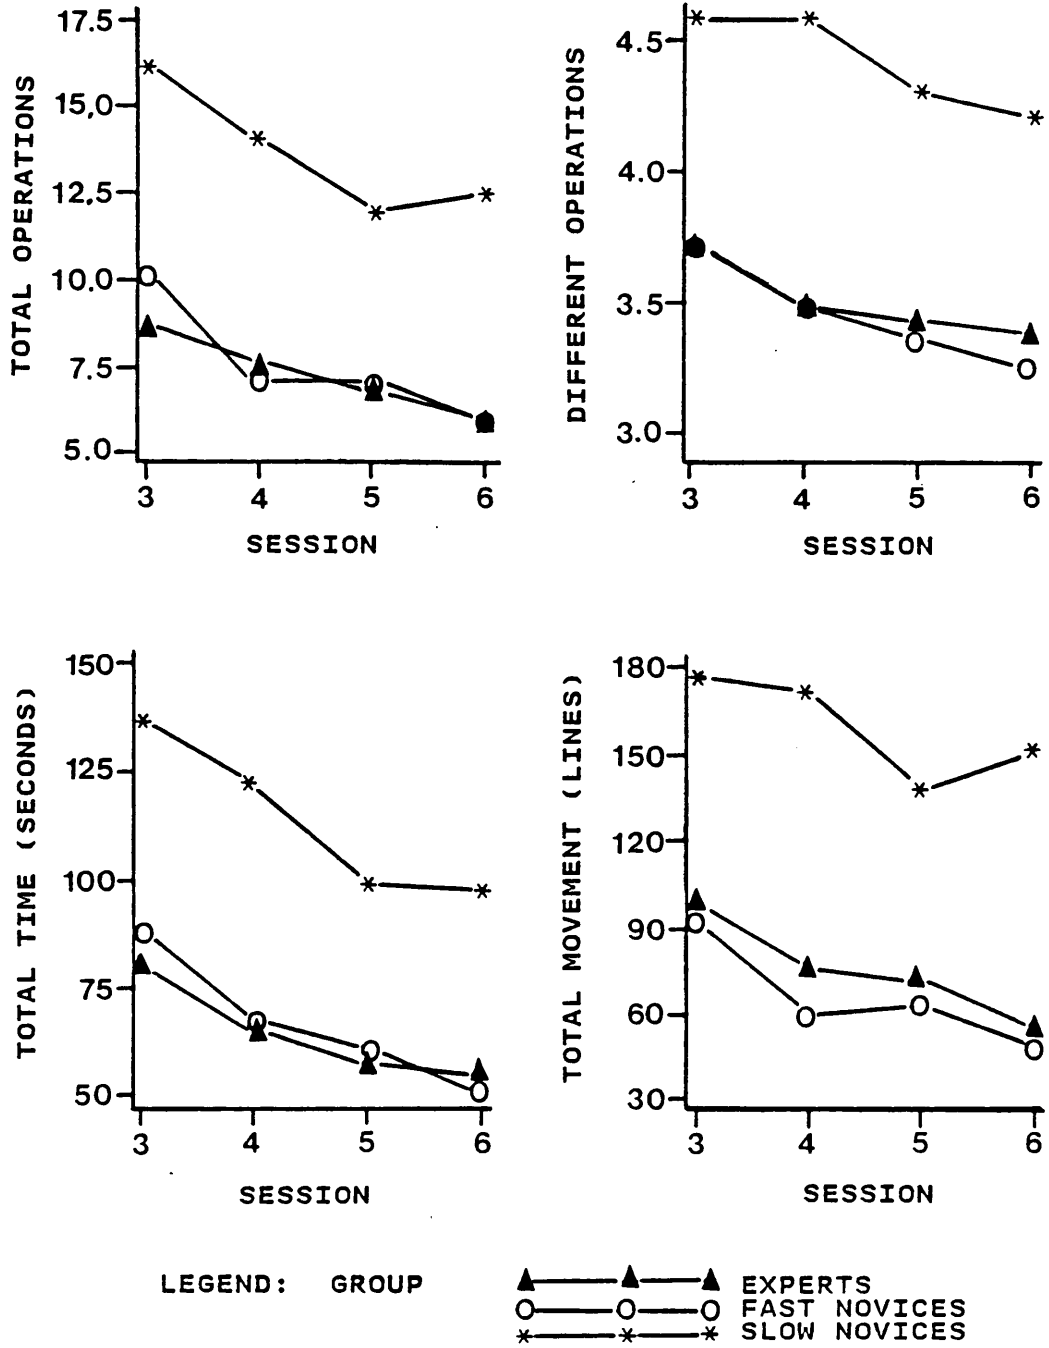 TOTAL OPERATIONS
17.5
15,0
12,5
10.0
7.5
5.0
3 4 5 6
SESSION
DIFFERENT OPERATIONS
4.5
4.0
3.5
3.0
3 4 5 6
SESSION
TOTAL TIME (SECONDS)
150
125
100
75
50
3 4 5 6
SESSION
TOTAL MOVEMENT (LINES)
180
150
120
90
60
30
3 4 5 6
SESSION
LEGEND: GROUP
EXPERTS
FAST NOVICES
SLOW NOVICES